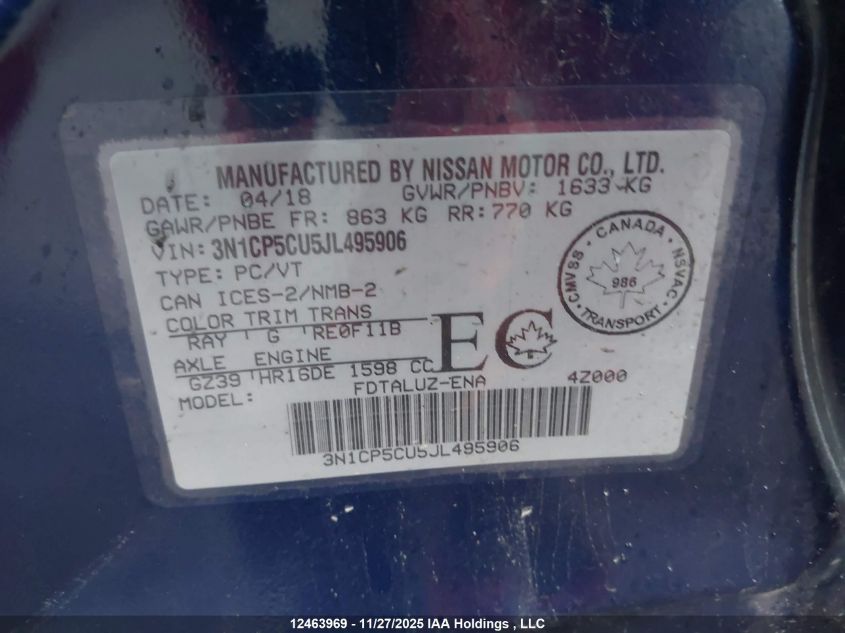 MANUFACTURED BY NISSAN MOTOR CO., LTD.
DATE: 04/18 GVWR/PNBV: 1633 KG
GAWR/PNBE FR: 863 KG RR: 770 KG
VIN: 3N1CP5CU5JL495906
TYPE: PC/VT
CAN ICES-2/NMB-2
COLOR TRIM TRANS
RAY G RE0F11B
AXLE ENGINE
GZ39 HR16DE 1598 CC
MODEL: FDTALUZ-ENA 4Z000
EC
CANADA
CMVSS NSVAC
986
TRANSPORT
3N1CP5CU5JL495906
12463969 - 11/27/2025 IAA Holdings , LLC